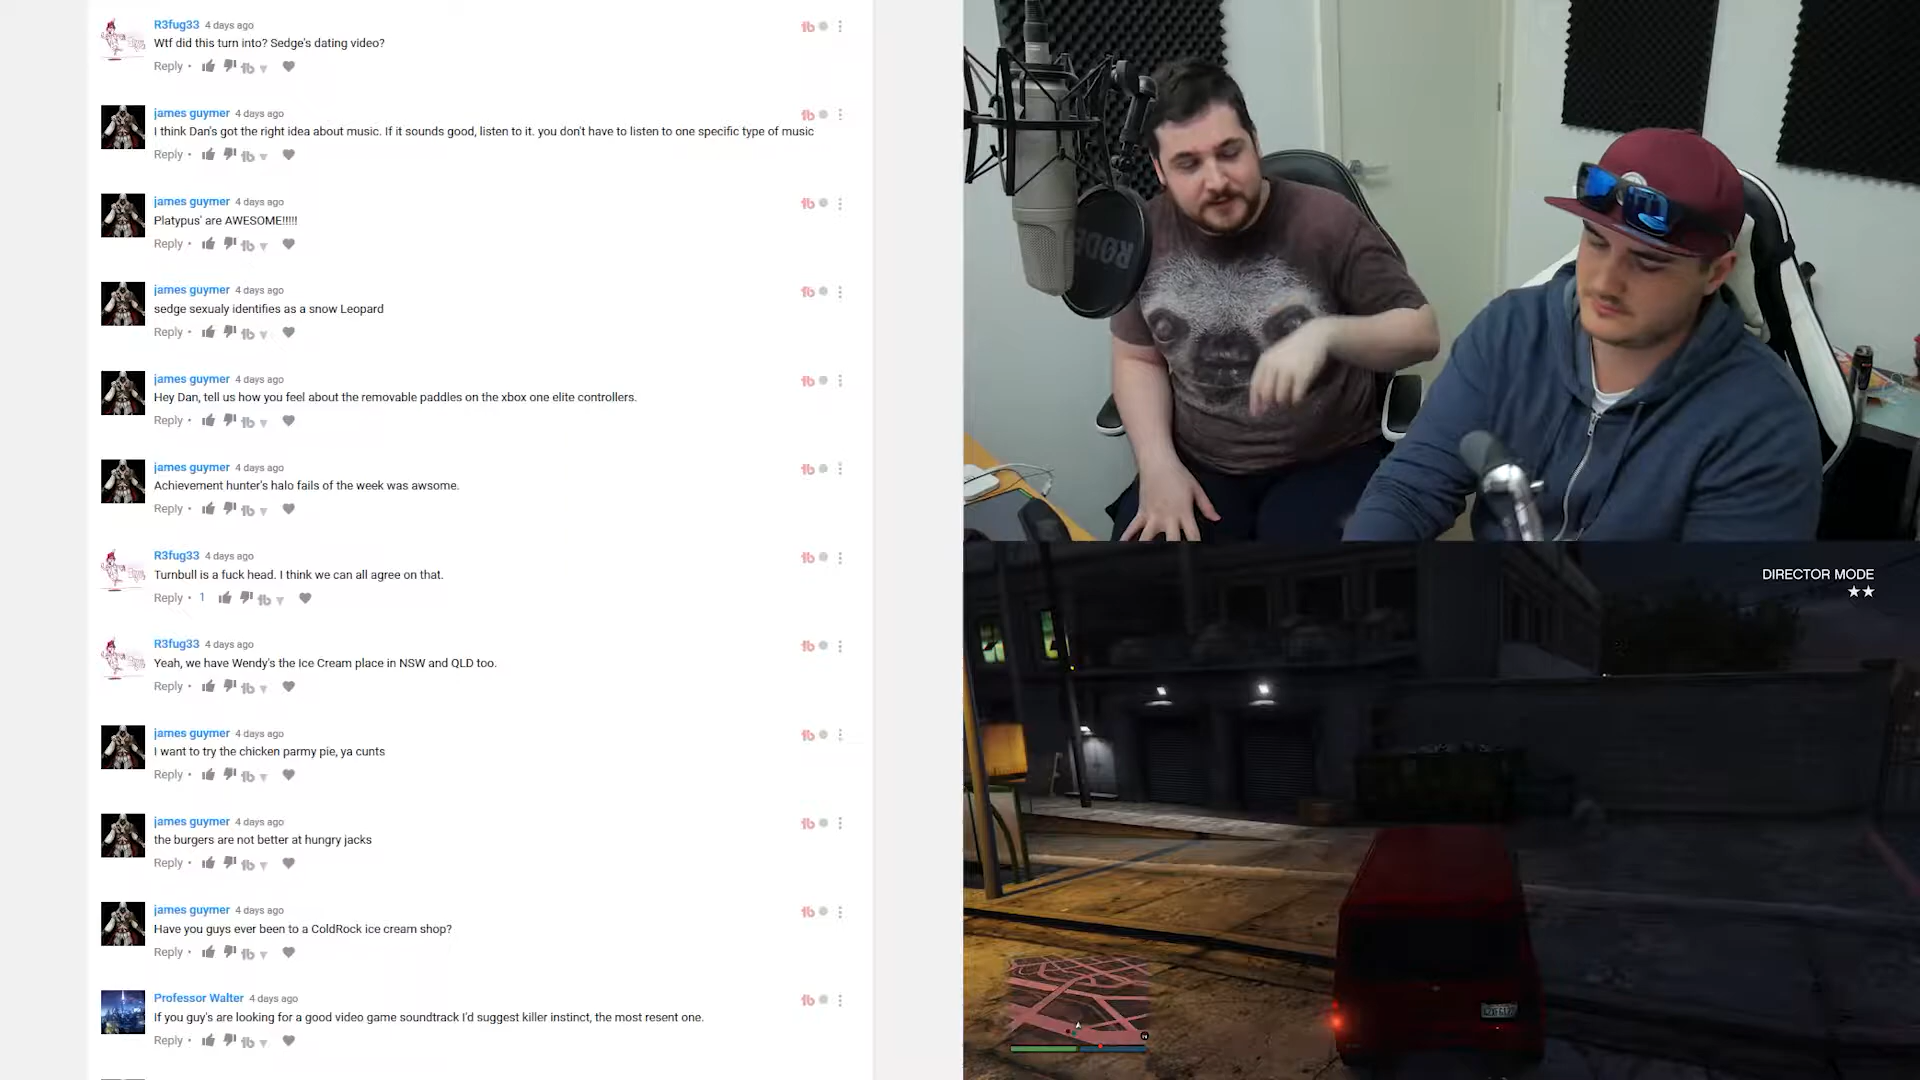 R3fug33 4 days ago
Wtf did this turn into? Sedge's dating video?
Reply •
james guymer 4 days ago
I think Dan's got the right idea about music. If it sounds good, listen to it. you don't have to listen to one specific type of music
Reply •
james guymer 4 days ago
Platypus' are AWESOME!!!!!
Reply •
james guymer 4 days ago
sedge sexualy identifies as a snow Leopard
Reply •
james guymer 4 days ago
Hey Dan, tell us how you feel about the removable paddles on the xbox one elite controllers.
Reply •
james guymer 4 days ago
Achievement hunter's halo fails of the week was awsome.
Reply •
R3fug33 4 days ago
Turnbull is a fuck head. I think we can all agree on that.
Reply • 1
R3fug33 4 days ago
Yeah, we have Wendy's the Ice Cream place in NSW and QLD too.
Reply •
james guymer 4 days ago
I want to try the chicken parmy pie, ya cunts
Reply •
james guymer 4 days ago
the burgers are not better at hungry jacks
Reply •
james guymer 4 days ago
Have you guys ever been to a ColdRock ice cream shop?
Reply •
Professor Walter 4 days ago
If you guy's are looking for a good video game soundtrack I'd suggest killer instinct, the most resent one.
Reply •
RØDE
DIRECTOR MODE